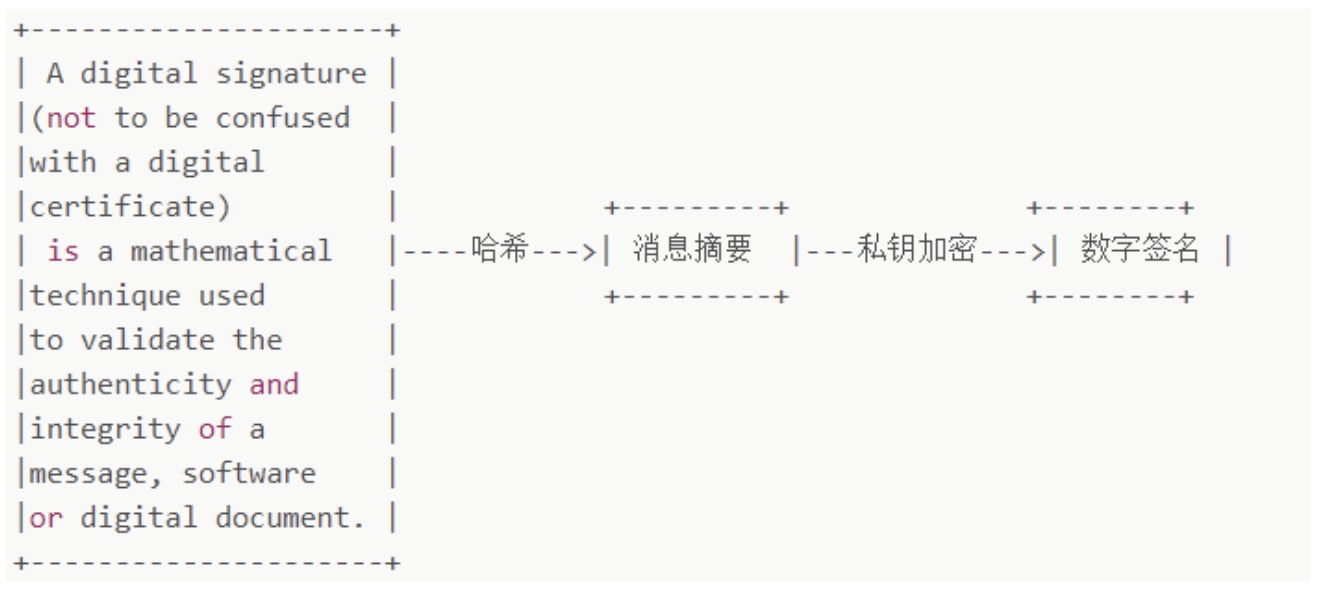 +---------------------+
| A digital signature |
|(not to be confused  |
|with a digital       |
|certificate)         |            +---------+              +--------+
| is a mathematical   |----哈希--->| 消息摘要  |---私钥加密--->| 数字签名 |
|technique used       |            +---------+              +--------+
|to validate the      |
|authenticity and     |
|integrity of a       |
|message, software    |
|or digital document. |
+---------------------+